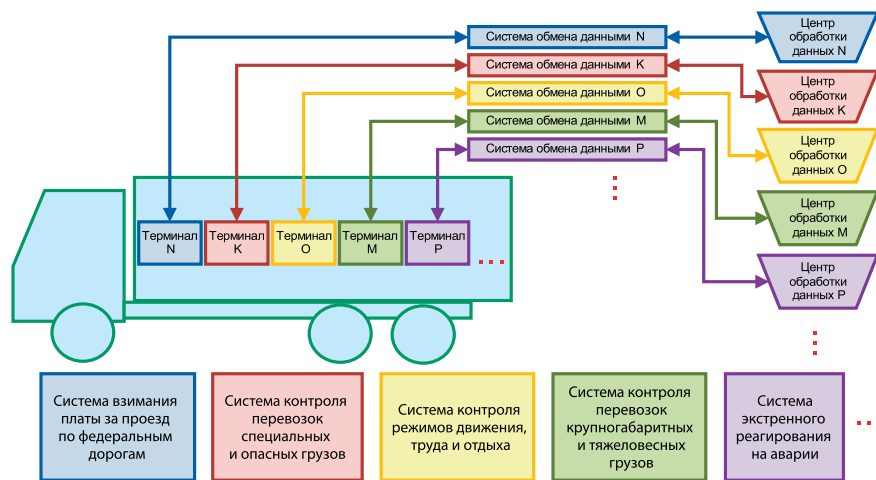 Система обмена данными N
Система обмена данными K
Система обмена данными O
Система обмена данными M
Система обмена данными P
Центр
обработки
данных N
Центр
обработки
данных K
Центр
обработки
данных O
Центр
обработки
данных M
Центр
обработки
данных P
Терминал
N
Терминал
K
Терминал
O
Терминал
M
Терминал
P
Система взимания
платы за проезд
по федеральным
дорогам
Система контроля
перевозок
специальных
и опасных грузов
Система контроля
режимов движения,
труда и отдыха
Система контроля
перевозок
крупногабаритных
и тяжеловесных
грузов
Система
экстренного
реагирования
на аварии